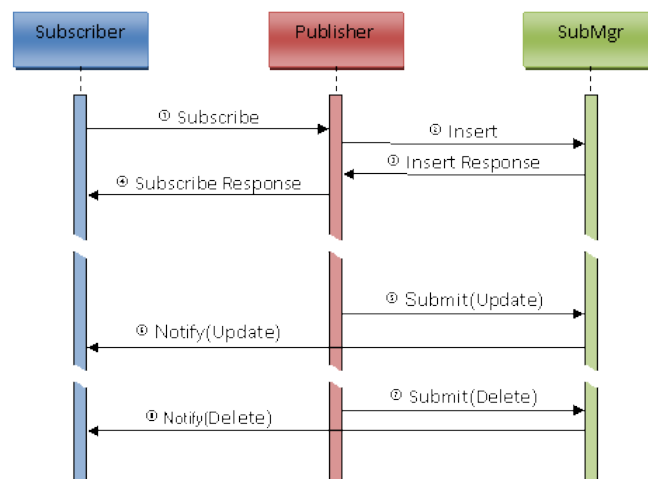 Subscriber Publisher SubMgr
① Subscribe
② Insert
③ Insert Response
④ Subscribe Response
⑤ Submit(Update)
⑥ Notify(Update)
⑦ Submit(Delete)
⑧ Notify(Delete)